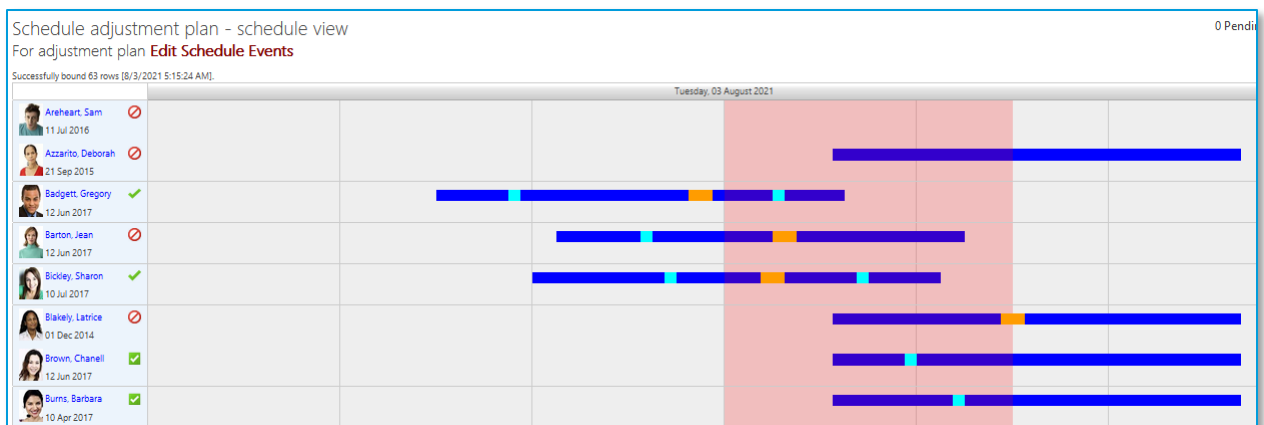 Schedule adjustment plan - schedule view
0 Pendin
For adjustment plan Edit Schedule Events
Successfully bound 63 rows [8/3/2021 5:15:24 AM].
Tuesday, 03 August 2021
Areheart, Sam
11 Jul 2016
Azzarito, Deborah
21 Sep 2015
Badgett, Gregory
12 Jun 2017
Barton, Jean
12 Jun 2017
Bickley, Sharon
10 Jul 2017
Blakely, Latrice
01 Dec 2014
Brown, Chanell
12 Jun 2017
Burns, Barbara
10 Apr 2017